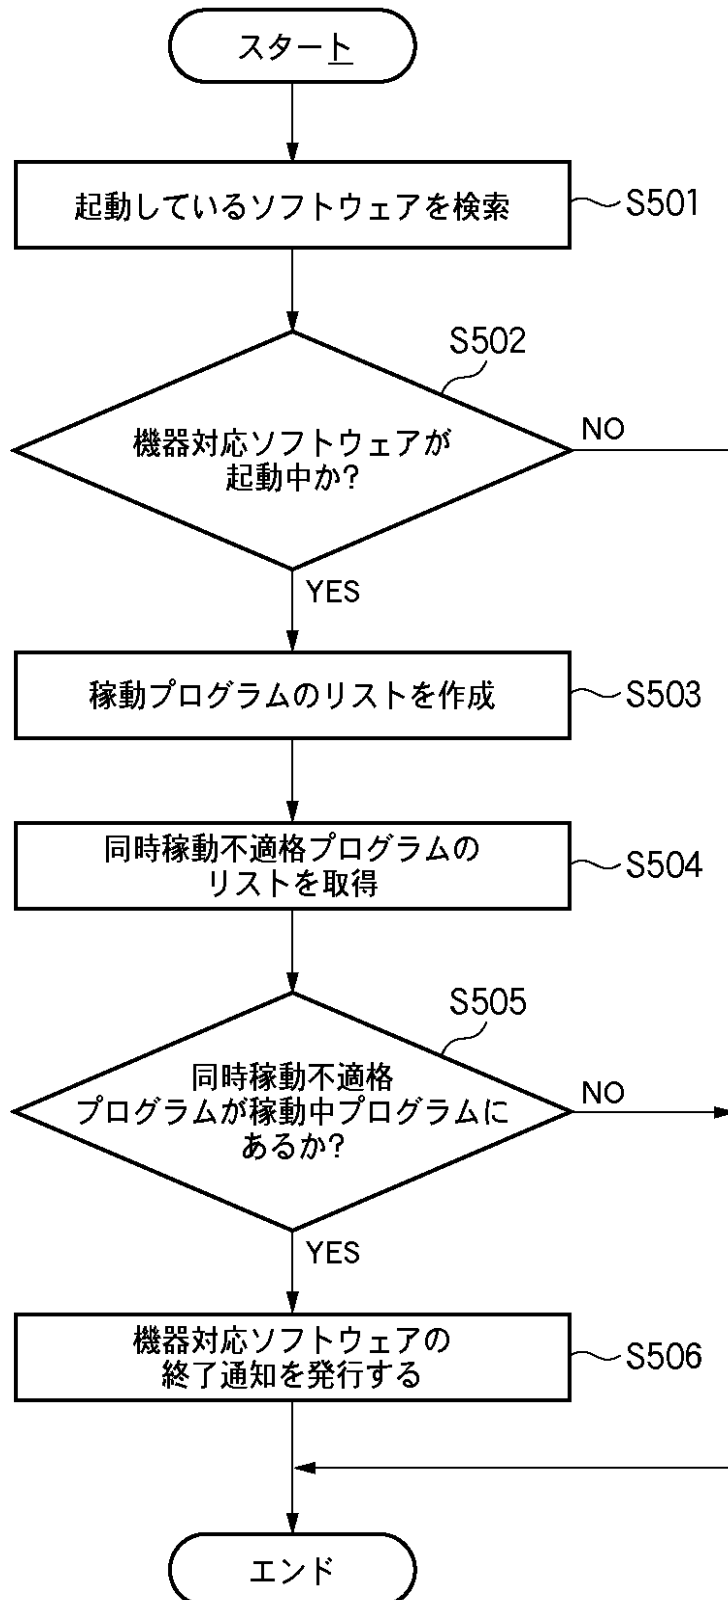 スタート
起動しているソフトウェアを検索
S501
S502
機器対応ソフトウェアが
起動中か?
NO
YES
稼動プログラムのリストを作成
S503
同時稼動不適格プログラムの
リストを取得
S504
S505
同時稼動不適格
プログラムが稼動中プログラムに
あるか?
NO
YES
機器対応ソフトウェアの
終了通知を発行する
S506
エンド